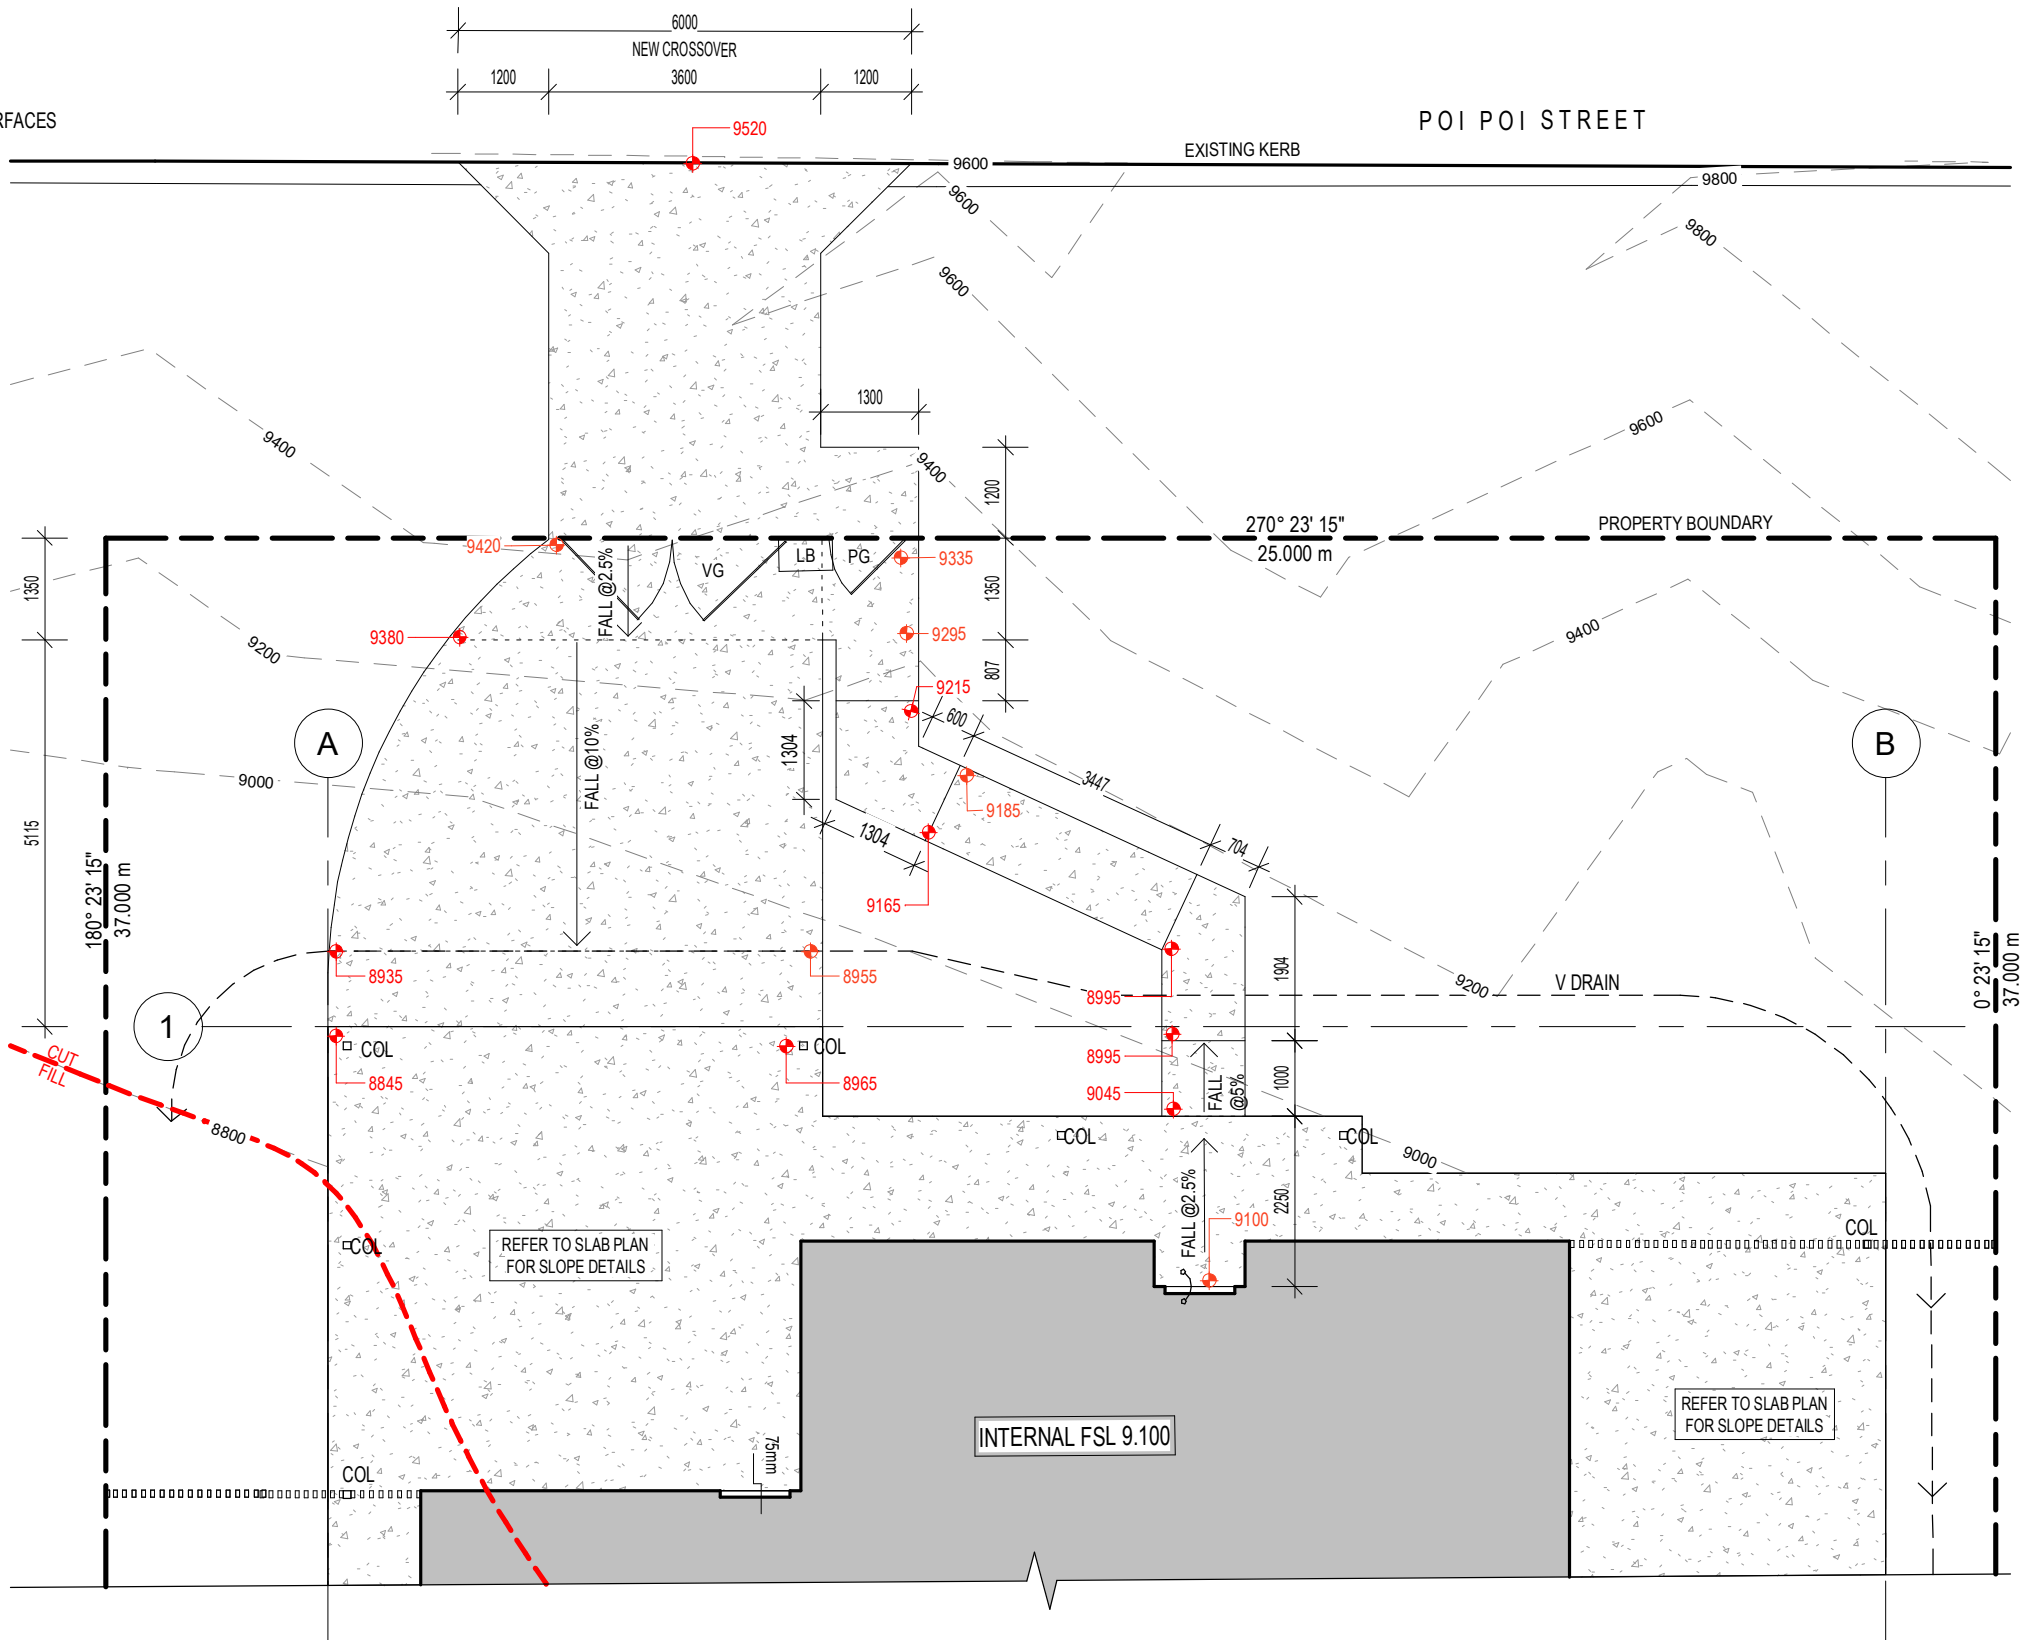 6000
NEW CROSSOVER
1200
3600
1200
RFACES
9520
POI POI STREET
EXISTING KERB
9600
9800
9600
9800
9600
1300
9400
9600
9400
1200
270° 23' 15"
25.000 m
PROPERTY BOUNDARY
9420
FALL @2.5%
VG
LB
PG
9335
1350
1350
9380
9295
9400
9200
807
9215
600
A
B
1304
FALL @10%
9000
3447
9185
5115
1304
704
180° 23' 15"
37.000 m
9165
8935
8955
1904
8995
9200
V DRAIN
0° 23' 15"
37.000 m
1
CUT
FILL
COL
COL
8845
8965
8995
9045
FALL
@5%
1000
8800
COL
COL
9000
FALL @2.5%
2250
9100
COL
COL
REFER TO SLAB PLAN
FOR SLOPE DETAILS
REFER TO SLAB PLAN
FOR SLOPE DETAILS
INTERNAL FSL 9.100
75mm
COL